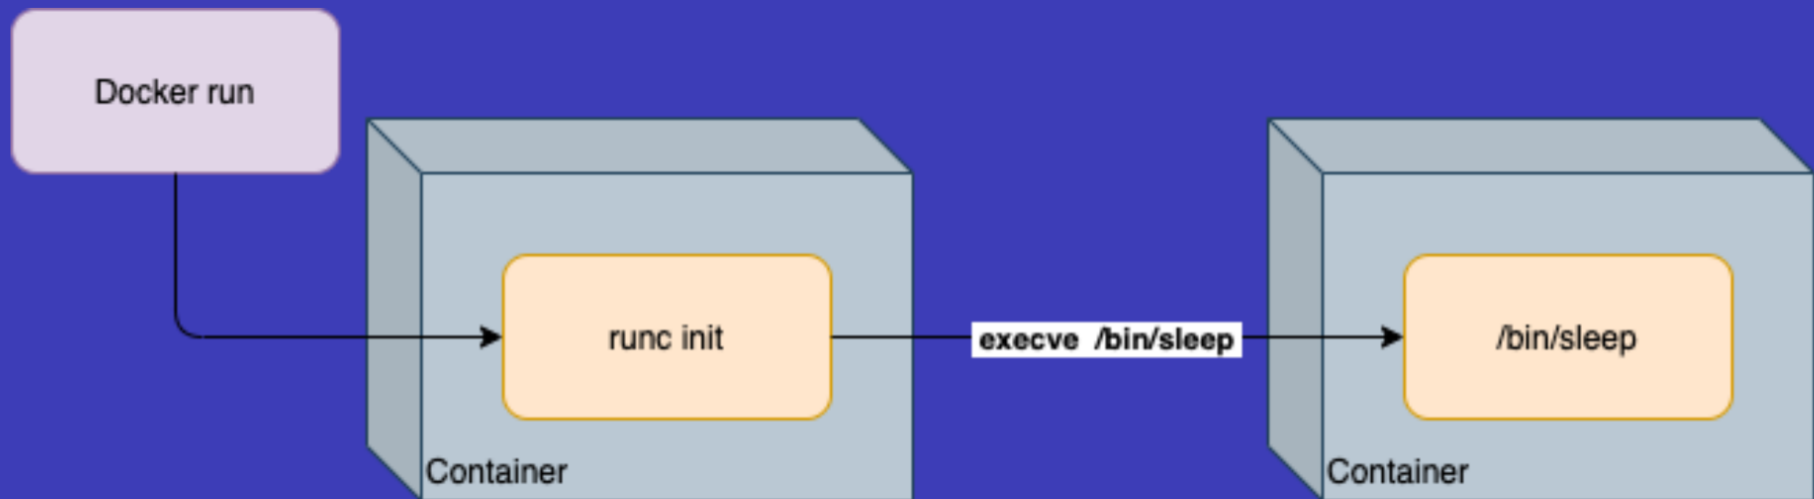 Docker run
runc init
execve /bin/sleep
/bin/sleep
Container
Container